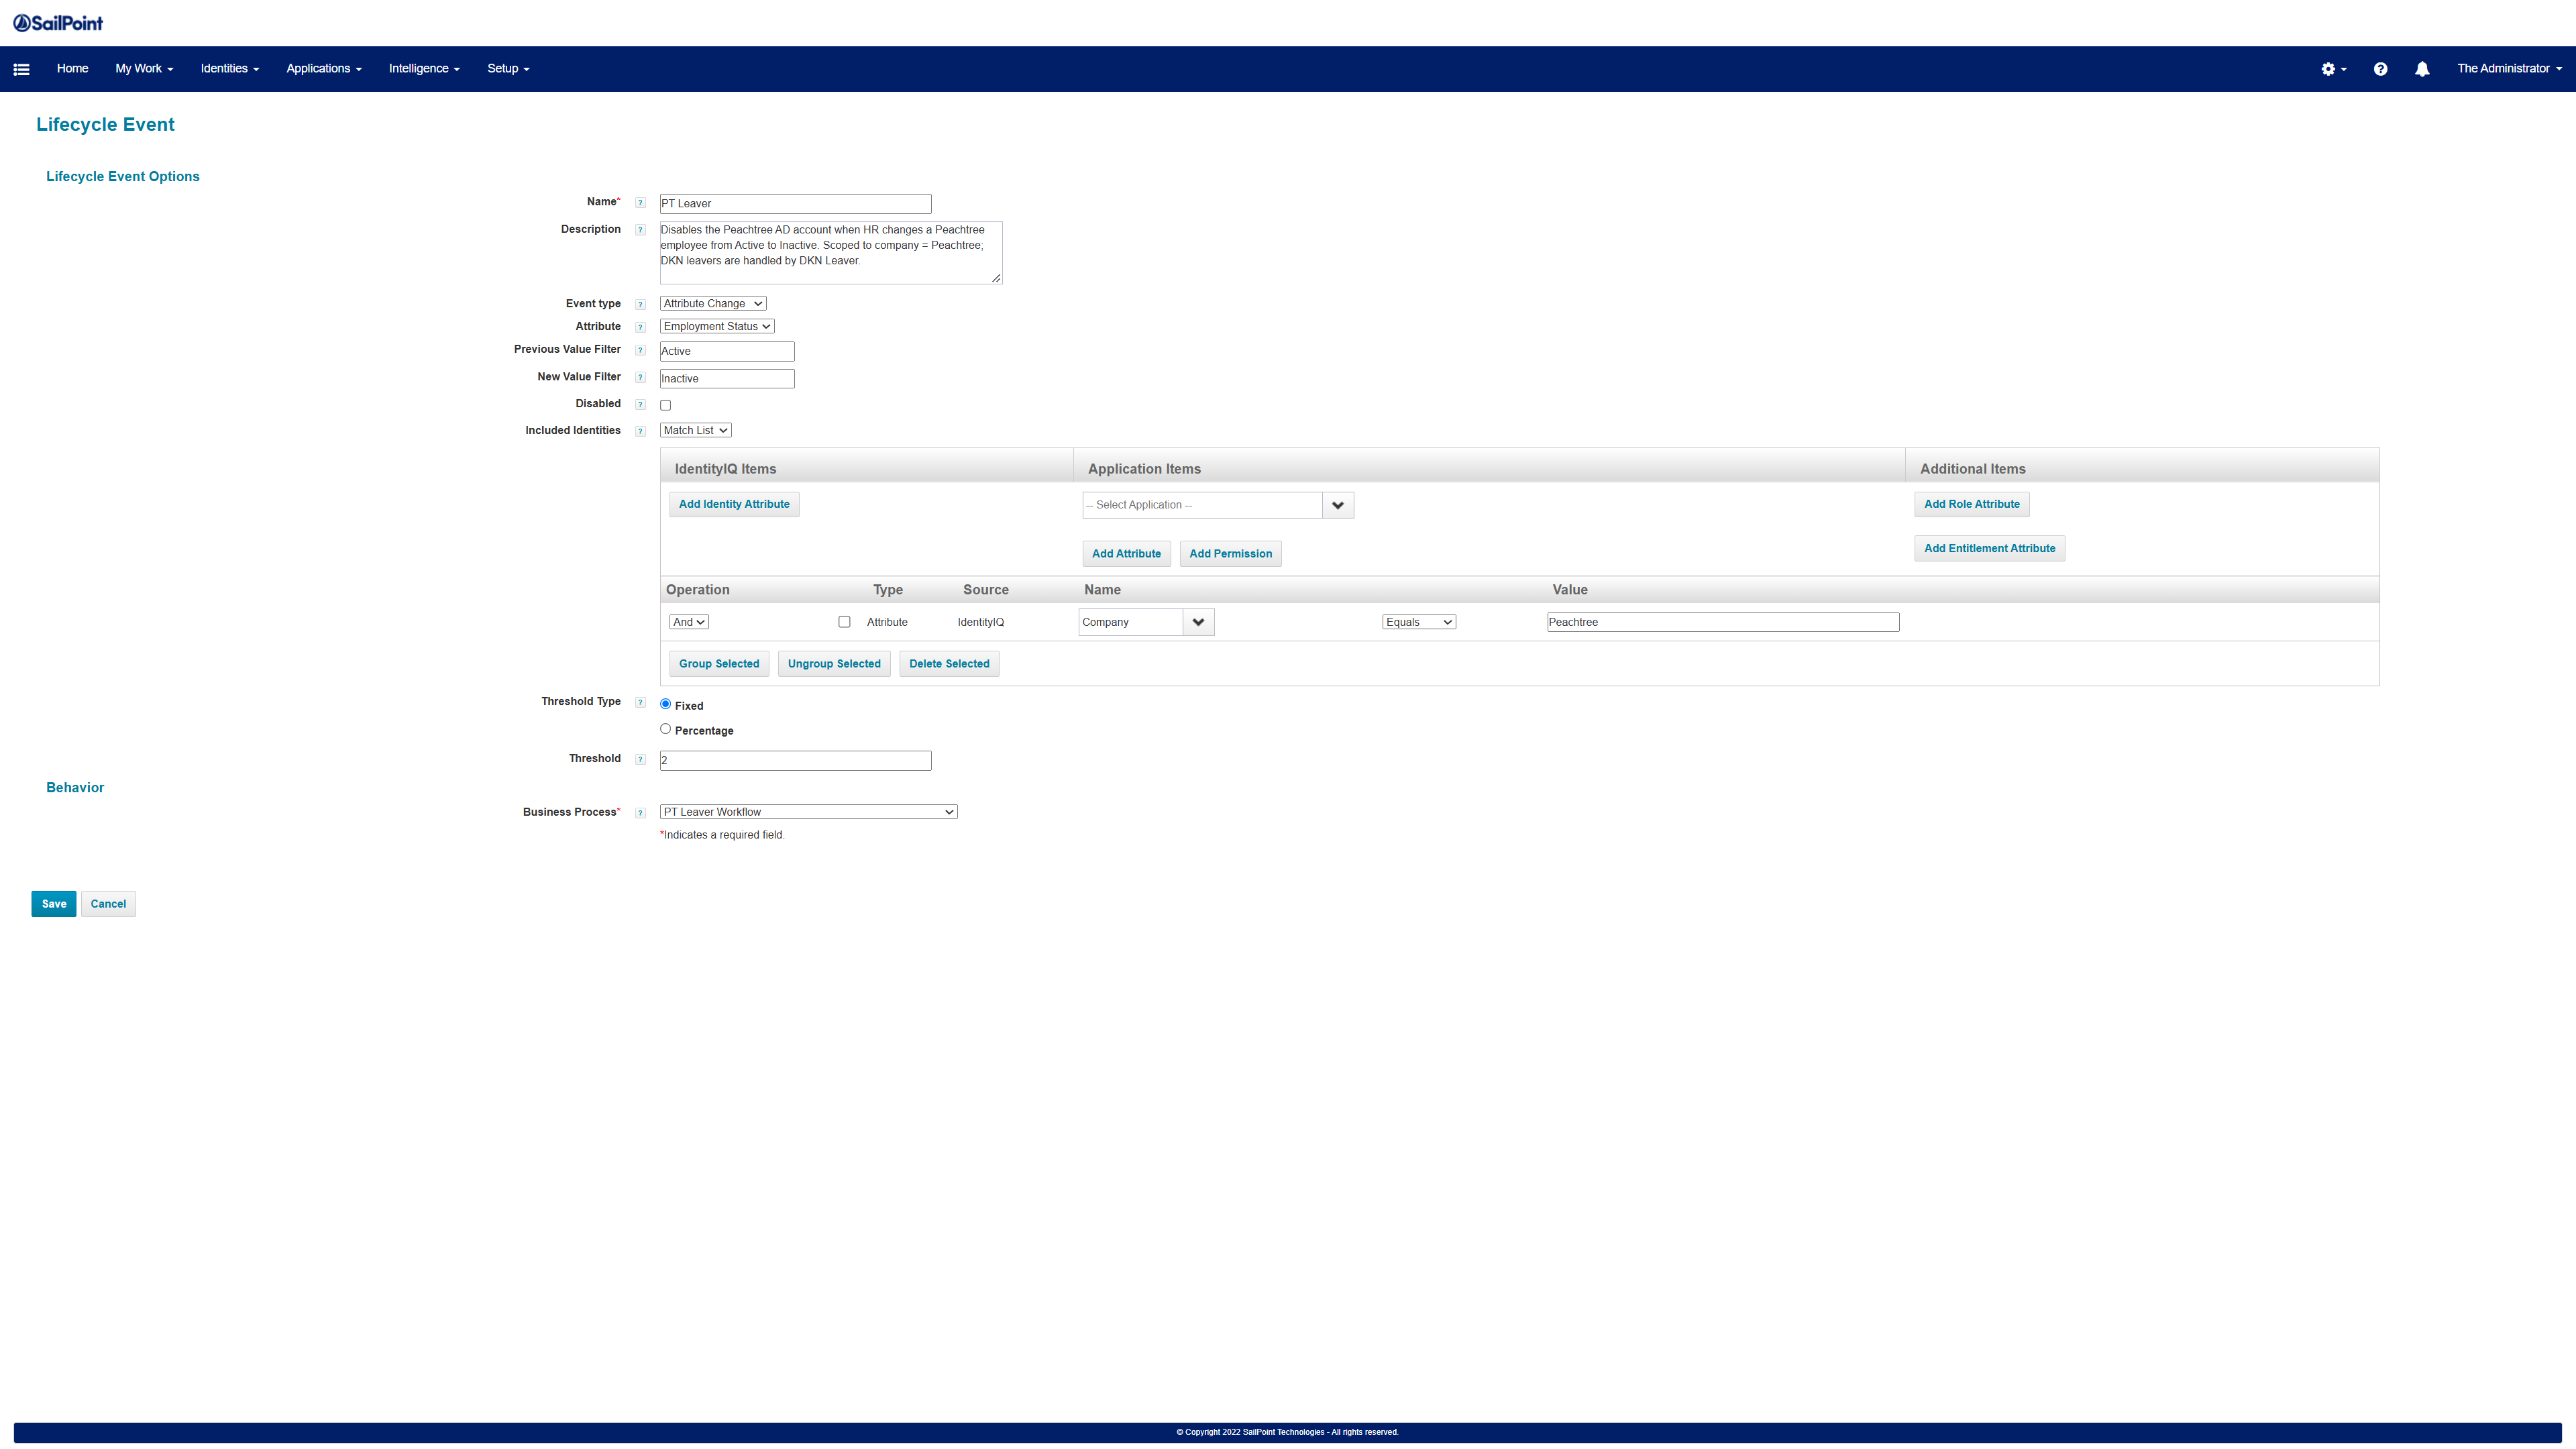 SailPoint
Home My Work Identities Applications Intelligence Setup The Administrator
Lifecycle Event
Lifecycle Event Options
Name* ? PT Leaver
Description ? Disables the Peachtree AD account when HR changes a Peachtree
employee from Active to Inactive. Scoped to company = Peachtree;
DKN leavers are handled by DKN Leaver.
Event type ? Attribute Change
Attribute ? Employment Status
Previous Value Filter ? Active
New Value Filter ? Inactive
Disabled ?
Included Identities ? Match List
IdentityIQ Items Application Items Additional Items
Add Identity Attribute -- Select Application -- Add Role Attribute
Add Attribute Add Permission Add Entitlement Attribute
Operation Type Source Name Value
And Attribute IdentityIQ Company Equals Peachtree
Group Selected Ungroup Selected Delete Selected
Threshold Type ? Fixed
Percentage
Threshold ? 2
Behavior
Business Process* ? PT Leaver Workflow
*Indicates a required field.
Save Cancel
© Copyright 2022 SailPoint Technologies - All rights reserved.